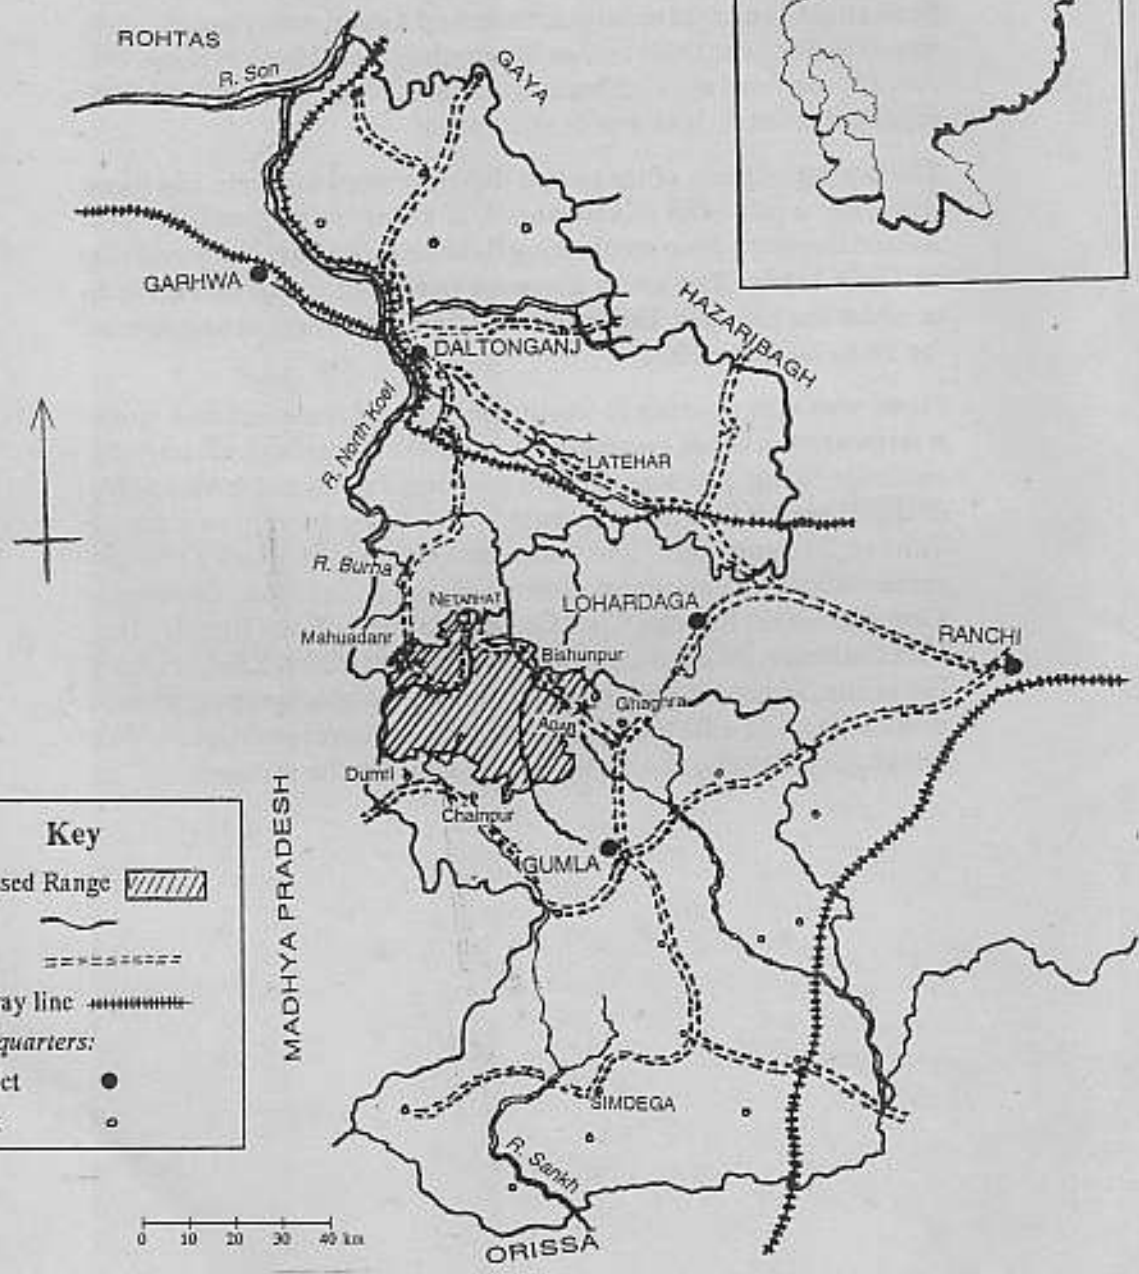 ROHTAS
R. Son
GAYA
GARHWA
HAZARIBAGH
DALTONGANJ
R. North Koel
LATEHAR
R. Burha
NETARHAT
LOHARDAGA
Mahuadanr
RANCHI
Bishunpur
Ghaghra
ADAR
Dumri
Chainpur
GUMLA
MADHYA PRADESH
Key
sed Range
ay line
quarters:
ct
SIMDEGA
R. Sankh
0 10 20 30 40 km
ORISSA